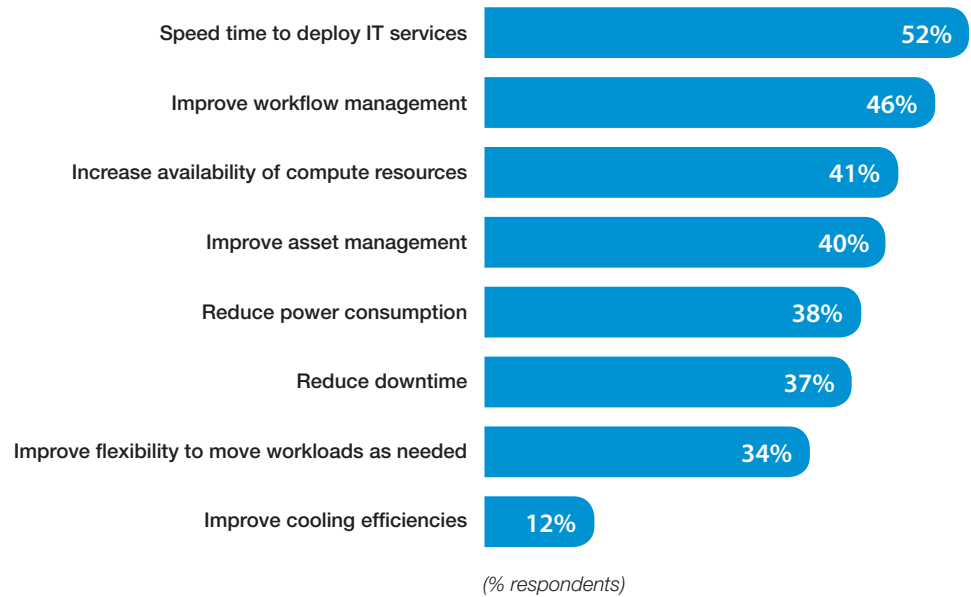 Speed time to deploy IT services 52%
Improve workflow management 46%
Increase availability of compute resources 41%
Improve asset management 40%
Reduce power consumption 38%
Reduce downtime 37%
Improve flexibility to move workloads as needed 34%
Improve cooling efficiencies 12%
(% respondents)